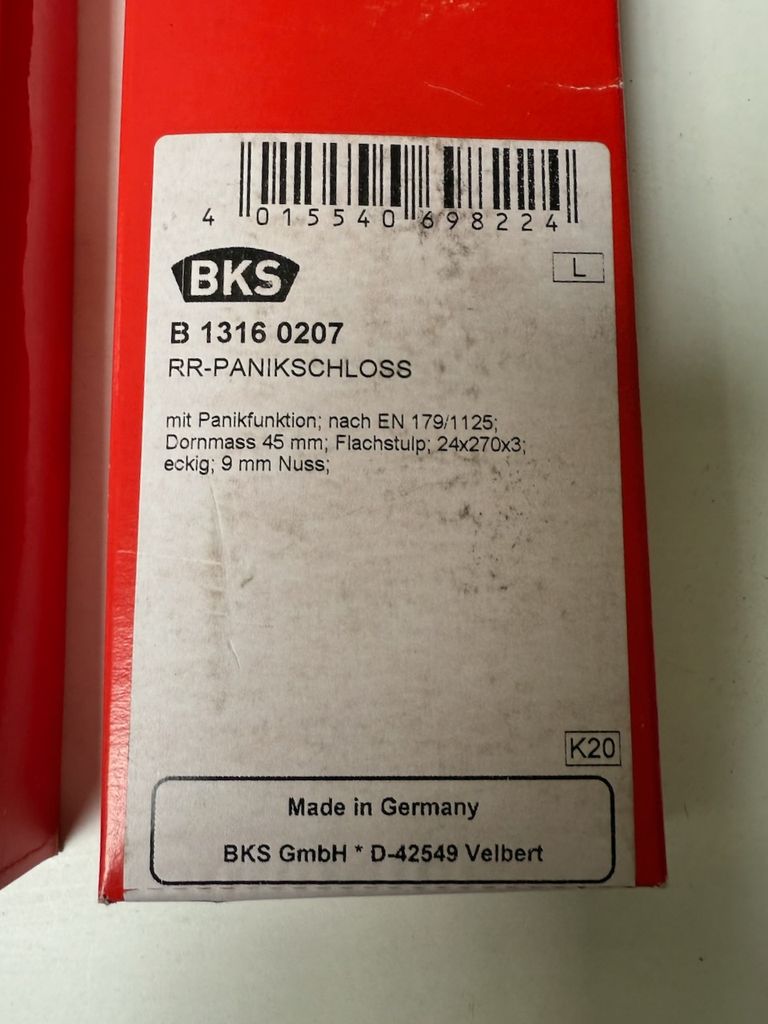 4 015540 698224
BKS
L
B 1316 0207
RR-PANIKSCHLOSS
mit Panikfunktion; nach EN 179/1125;
Dornmass 45 mm; Flachstulp; 24x270x3;
eckig; 9 mm Nuss;
K20
Made in Germany
BKS GmbH * D-42549 Velbert